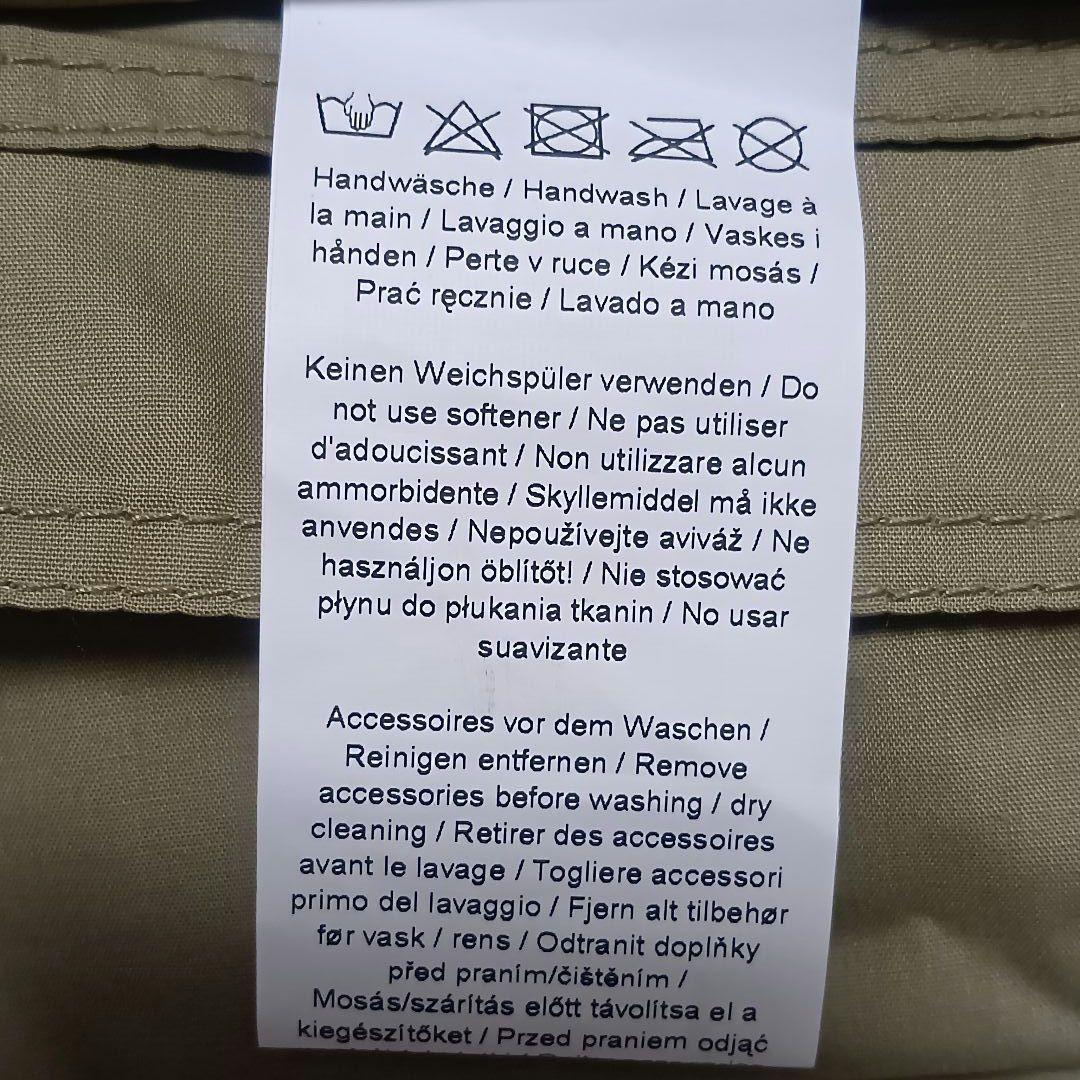 Handwäsche / Handwash / Lavage à
la main / Lavaggio a mano / Vaskes i
hånden / Perte v ruce / Kézi mosás /
Prać ręcznie / Lavado a mano
Keinen Weichspüler verwenden / Do
not use softener / Ne pas utiliser
d'adoucissant / Non utilizzare alcun
ammorbidente / Skyllemiddel må ikke
anvendes / Nepoužívejte aviváž / Ne
használjon öblítőt! / Nie stosować
płynu do płukania tkanin / No usar
suavizante
Accessoires vor dem Waschen /
Reinigen entfernen / Remove
accessories before washing / dry
cleaning / Retirer des accessoires
avant le lavage / Togliere accessori
primo del lavaggio / Fjern alt tilbehør
før vask / rens / Odtranit doplňky
před praním/čištěním /
Mosás/szárítás előtt távolítsa el a
kiegészítőket / Przed praniem odjąć